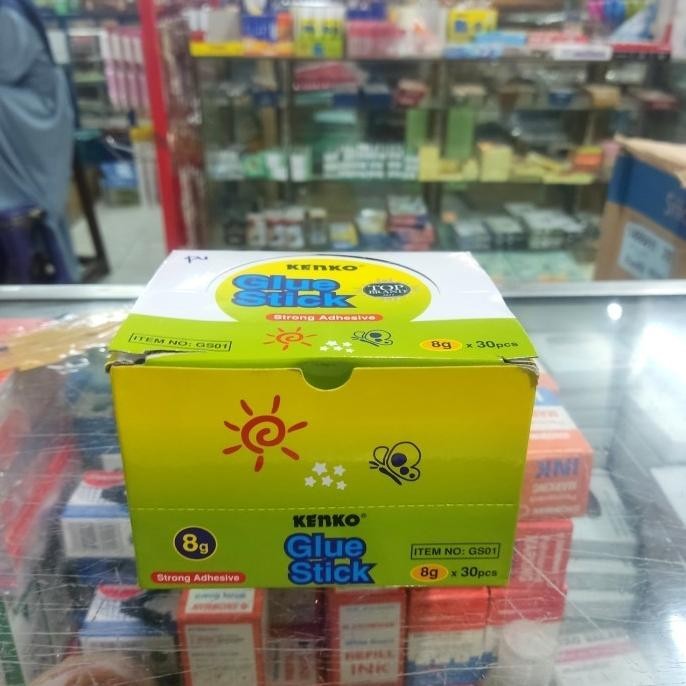 KENKO®
Glue
Stick
TOP
BRAND
Strong Adhesive
ITEM NO: GS01
8g x 30pcs
KENKO®
Glue
Stick
8g
Strong Adhesive
ITEM NO: GS01
8g x 30pcs
INK
REFILL
INK